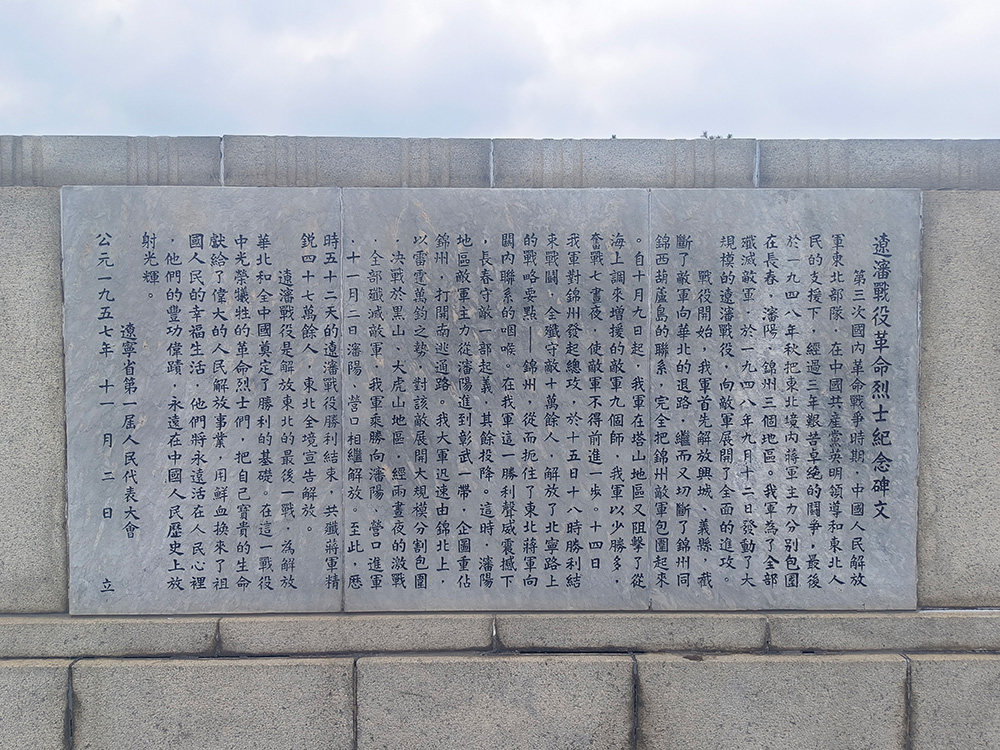 遼瀋戰役革命烈士紀念碑文
第三次國内革命戰爭時期,中國人民解放
軍東北部隊,在中國共産黨英明領導和東北人
民的支援下,經過三年艱苦卓絶的鬭爭,最後
於一九四八年秋把東北境内蔣軍主力分别包圍
在長春,瀋陽,錦州三個地區。我軍為了全部
殲滅敵軍,於一九四八年九月十二日發動了大
規模的遼瀋戰役,向敵軍展開了全面的進攻。
戰役開始,我軍首先解放興城、義縣,截
斷了敵軍向華北的退路,繼而又切斷了錦州同
錦西葫蘆島的聯系,完全把錦州敵軍包圍起來
。自十月九日起,我軍在塔山地區又阻擊了從
海上調來增援的敵軍九個師,我軍以少勝多,
奮戰七晝夜,使敵軍不得前進一步。十四日
我軍對錦州發起總攻,於十五日十八時勝利結
束戰鬭,全殲守敵十萬餘人,解放了北寧路上
的戰略要點——錦州,從而扼住了東北蔣軍向
關内聯系的咽喉。在我軍這一勝利聲威震撼下
,長春守敵一部起義,其餘投降。這時,瀋陽
地區敵軍主力從瀋陽進到彰武一帶,企圖重佔
錦州,打開南逃通路。我大軍迅速由錦北上,
以雷霆萬鈞之勢,對該敵展開大規模分割包圍
,决戰於黑山,大虎山地區,經兩晝夜的激戰
,全部殲滅敵軍,我軍乘勝向瀋陽,營口進軍
,十一月二日瀋陽,營口相繼解放。至此,歷
時五十二天的遼瀋戰役勝利結束,共殲蔣軍精
銳四十七萬餘人,東北全境宣告解放。
遼瀋戰役是解放東北的最後一戰,為解放
華北和全中國奠定了勝利的基礎。在這一戰役
中光榮犧牲的革命烈士們,把自己寶貴的生命
獻給了偉大的人民解放事業,用鮮血換來了祖
國人民的幸福生活,他們將永遠活在人民心裡
,他們的豐功偉蹟,永遠在中國人民歷史上放
射光輝。
遼寧省第一屆人民代表大會
公元一九五七年十一月二日立